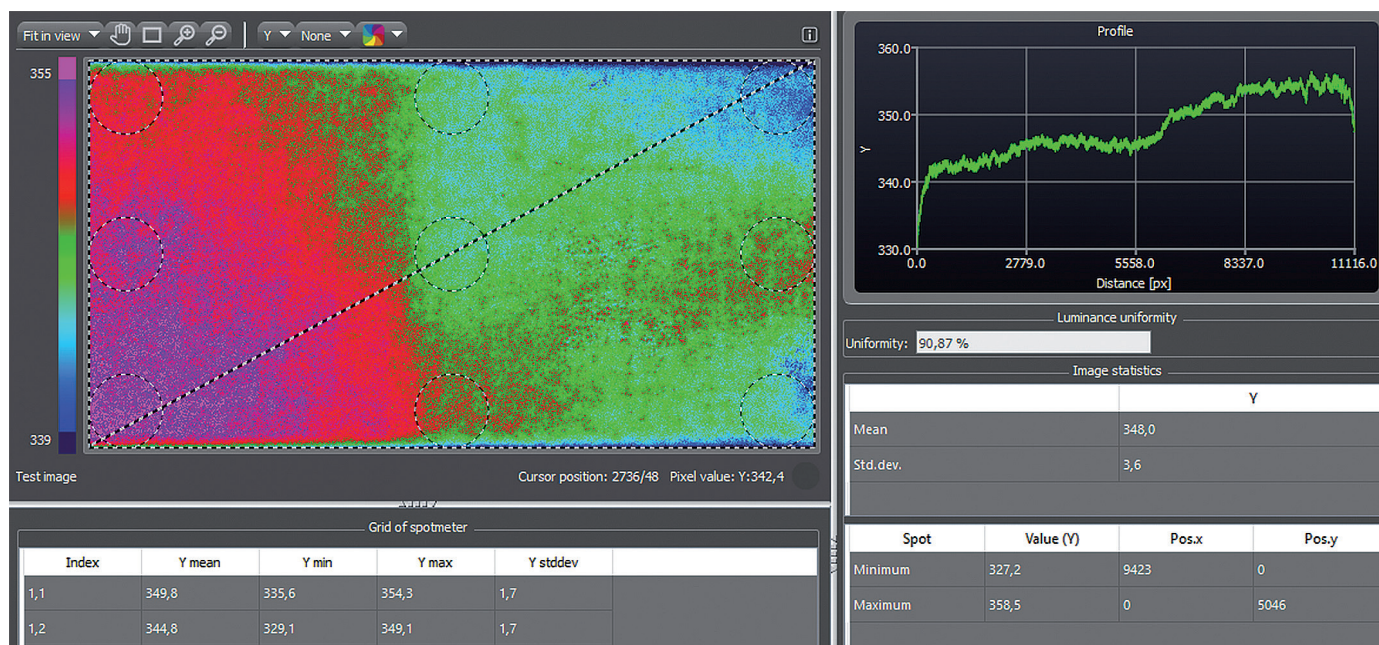 Fit in view Y None
355
339
Test image Cursor position: 2736/48 Pixel value: Y:342,4
Grid of spotmeter
Index Y mean Y min Y max Y stddev
1,1 349,8 335,6 354,3 1,7
1,2 344,8 329,1 349,1 1,7
Profile
360.0
350.0
Y
340.0
330.0
0.0 2779.0 5558.0 8337.0 11116.0
Distance [px]
Luminance uniformity
Uniformity: 90,87 %
Image statistics
Y
Mean 348,0
Std.dev. 3,6
Spot Value (Y) Pos.x Pos.y
Minimum 327,2 9423 0
Maximum 358,5 0 5046